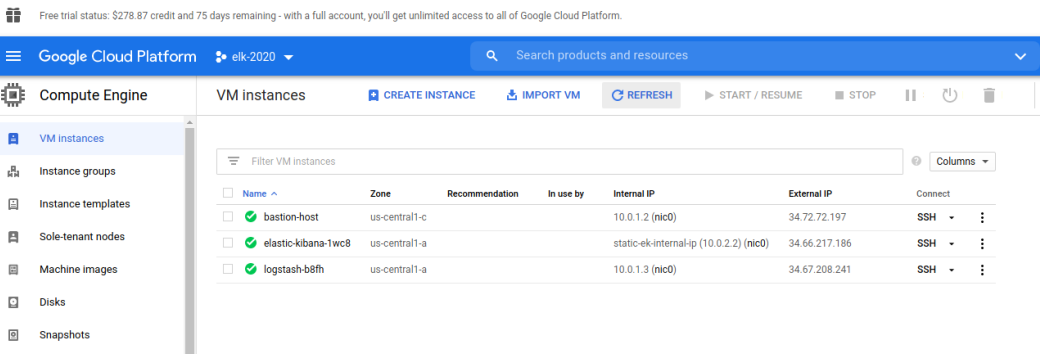 Free trial status: $278.87 credit and 75 days remaining - with a full account, you'll get unlimited access to all of Google Cloud Platform.
Google Cloud Platform elk-2020 Search products and resources
Compute Engine
VM instances CREATE INSTANCE IMPORT VM REFRESH START / RESUME STOP
VM instances
Instance groups
Instance templates
Sole-tenant nodes
Machine images
Disks
Snapshots
Filter VM instances Columns
Name Zone Recommendation In use by Internal IP External IP Connect
bastion-host us-central1-c 10.0.1.2 (nic0) 34.72.72.197 SSH
elastic-kibana-1wc8 us-central1-a static-ek-internal-ip (10.0.2.2) (nic0) 34.66.217.186 SSH
logstash-b8fh us-central1-a 10.0.1.3 (nic0) 34.67.208.241 SSH